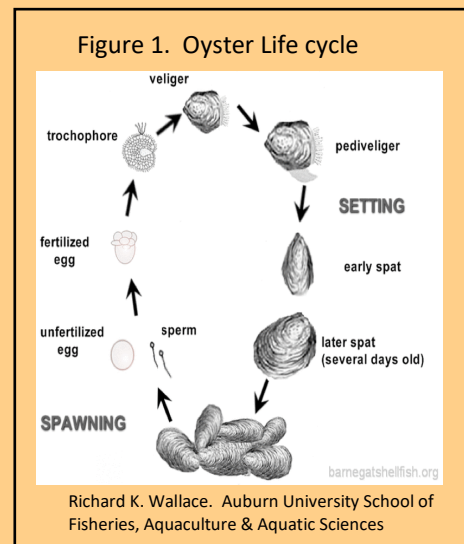 Figure 1. Oyster Life cycle
veliger
trochophore
pediveliger
SETTING
fertilized
egg
early spat
unfertilized
egg
sperm
later spat
(several days old)
SPAWNING
barnegatshellfish.org
Richard K. Wallace. Auburn University School of
Fisheries, Aquaculture & Aquatic Sciences